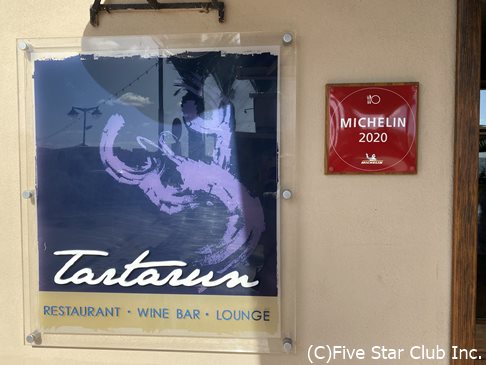 Tartarun
RESTAURANT · WINE BAR · LOUNGE
MICHELIN
2020
MICHELIN
(C)Five Star Club Inc.